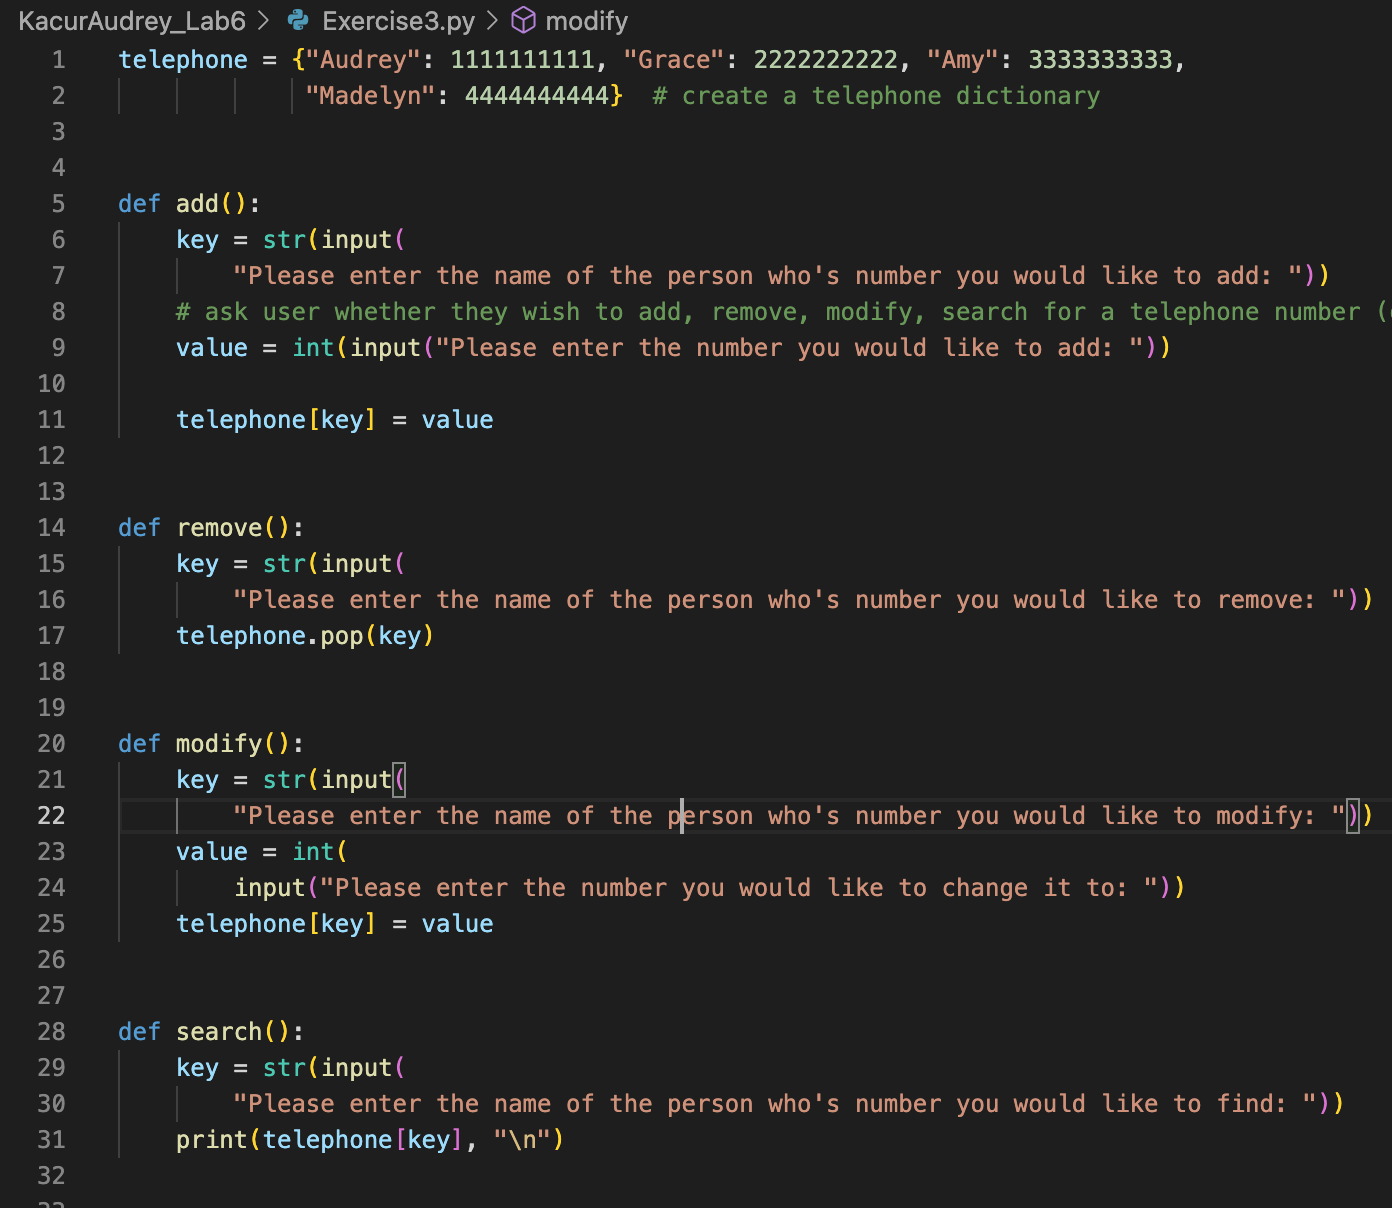 KacurAudrey_Lab6 > Exercise3.py > modify
1 telephone = {"Audrey": 1111111111, "Grace": 2222222222, "Amy": 3333333333,
2 "Madelyn": 4444444444}  # create a telephone dictionary
3
4
5 def add():
6 key = str(input(
7 "Please enter the name of the person who's number you would like to add: "))
8 # ask user whether they wish to add, remove, modify, search for a telephone number (
9 value = int(input("Please enter the number you would like to add: "))
10
11 telephone[key] = value
12
13
14 def remove():
15 key = str(input(
16 "Please enter the name of the person who's number you would like to remove: "))
17 telephone.pop(key)
18
19
20 def modify():
21 key = str(input(
22 "Please enter the name of the person who's number you would like to modify: "))
23 value = int(
24 input("Please enter the number you would like to change it to: "))
25 telephone[key] = value
26
27
28 def search():
29 key = str(input(
30 "Please enter the name of the person who's number you would like to find: "))
31 print(telephone[key], "\n")
32